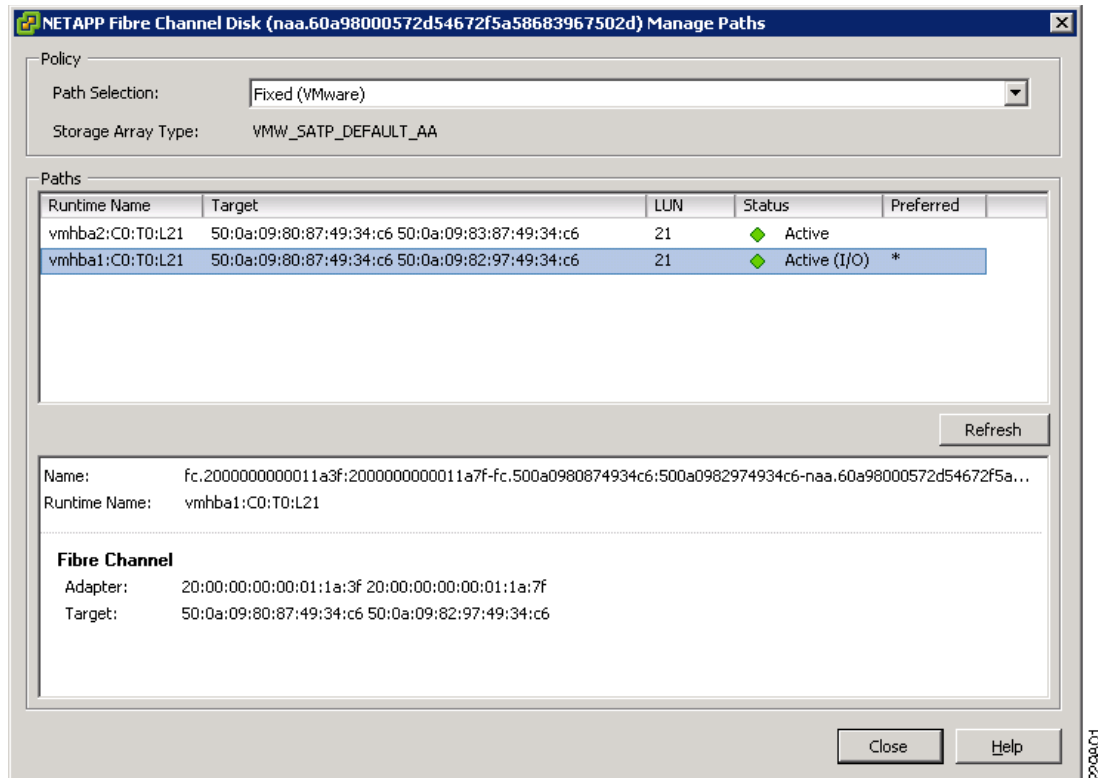 NETAPP Fibre Channel Disk (naa.60a98000572d54672f5a58683967502d) Manage Paths
Policy
Path Selection: Fixed (VMware)
Storage Array Type: VMW_SATP_DEFAULT_AA
Paths
Runtime Name Target LUN Status Preferred
vmhba2:C0:T0:L21 50:0a:09:80:87:49:34:c6 50:0a:09:83:87:49:34:c6 21 Active
vmhba1:C0:T0:L21 50:0a:09:80:87:49:34:c6 50:0a:09:82:97:49:34:c6 21 Active (I/O) *
Refresh
Name: fc.2000000000011a3f:2000000000011a7f-fc.500a0980874934c6:500a0982974934c6-naa.60a98000572d54672f5a...
Runtime Name: vmhba1:C0:T0:L21
Fibre Channel
Adapter: 20:00:00:00:00:01:1a:3f 20:00:00:00:00:01:1a:7f
Target: 50:0a:09:80:87:49:34:c6 50:0a:09:82:97:49:34:c6
Close Help